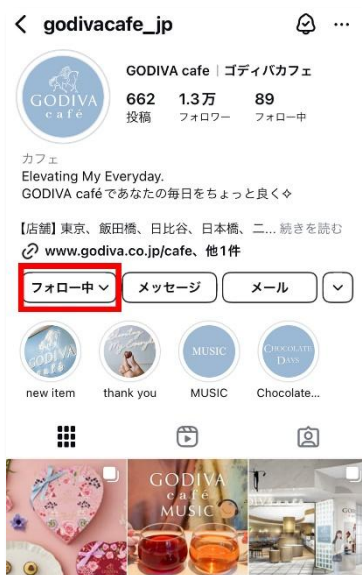 godivacafe_jp
GODIVA cafe｜ゴディバカフェ
GODIVA
café
662 1.3万 89
投稿 フォロワー フォロー中
カフェ
Elevating My Everyday.
GODIVA caféであなたの毎日をちょっと良く✧
【店舗】東京、飯田橋、日比谷、日本橋、二... 続きを読む
www.godiva.co.jp/cafe、他1件
フォロー中 メッセージ メール
GODIVA
MUSIC
CHOCOLATE
DAYS
new item thank you MUSIC Chocolate...
GODIVA
café
MUSIC